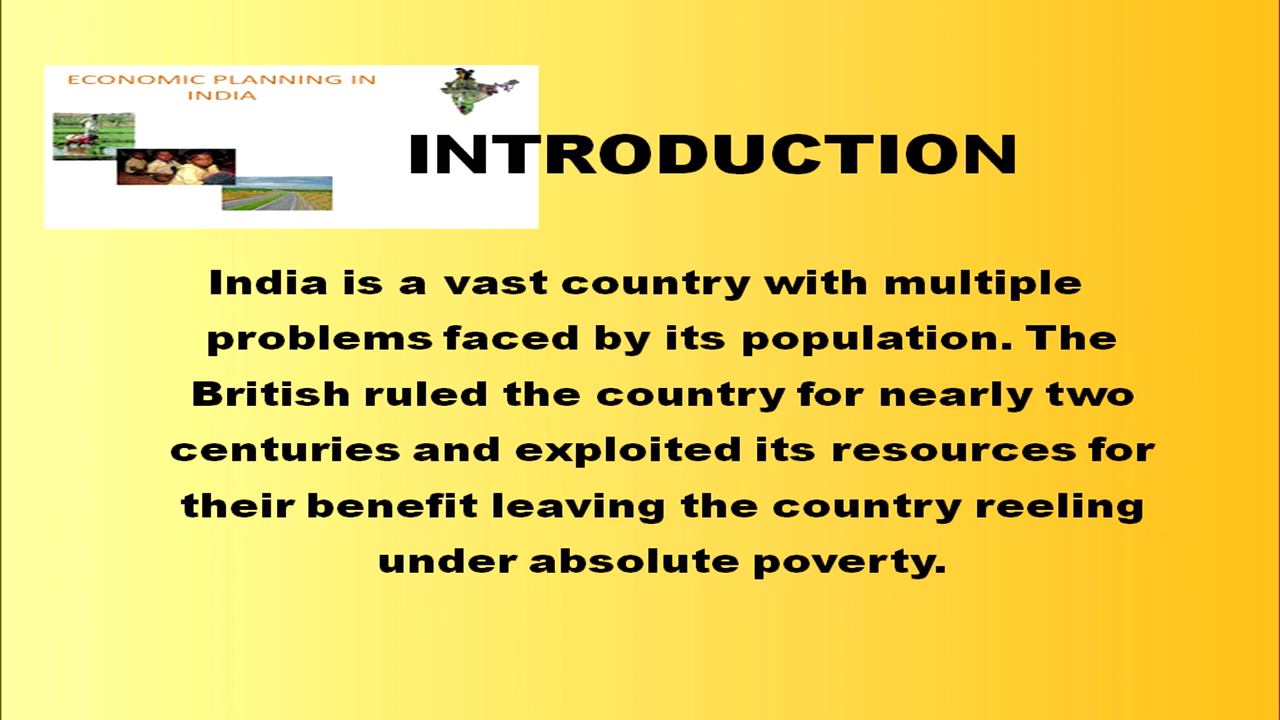 ECONOMIC PLANNING IN
INDIA
INTRODUCTION
India is a vast country with multiple
problems faced by its population. The
British ruled the country for nearly two
centuries and exploited its resources for
their benefit leaving the country reeling
under absolute poverty.